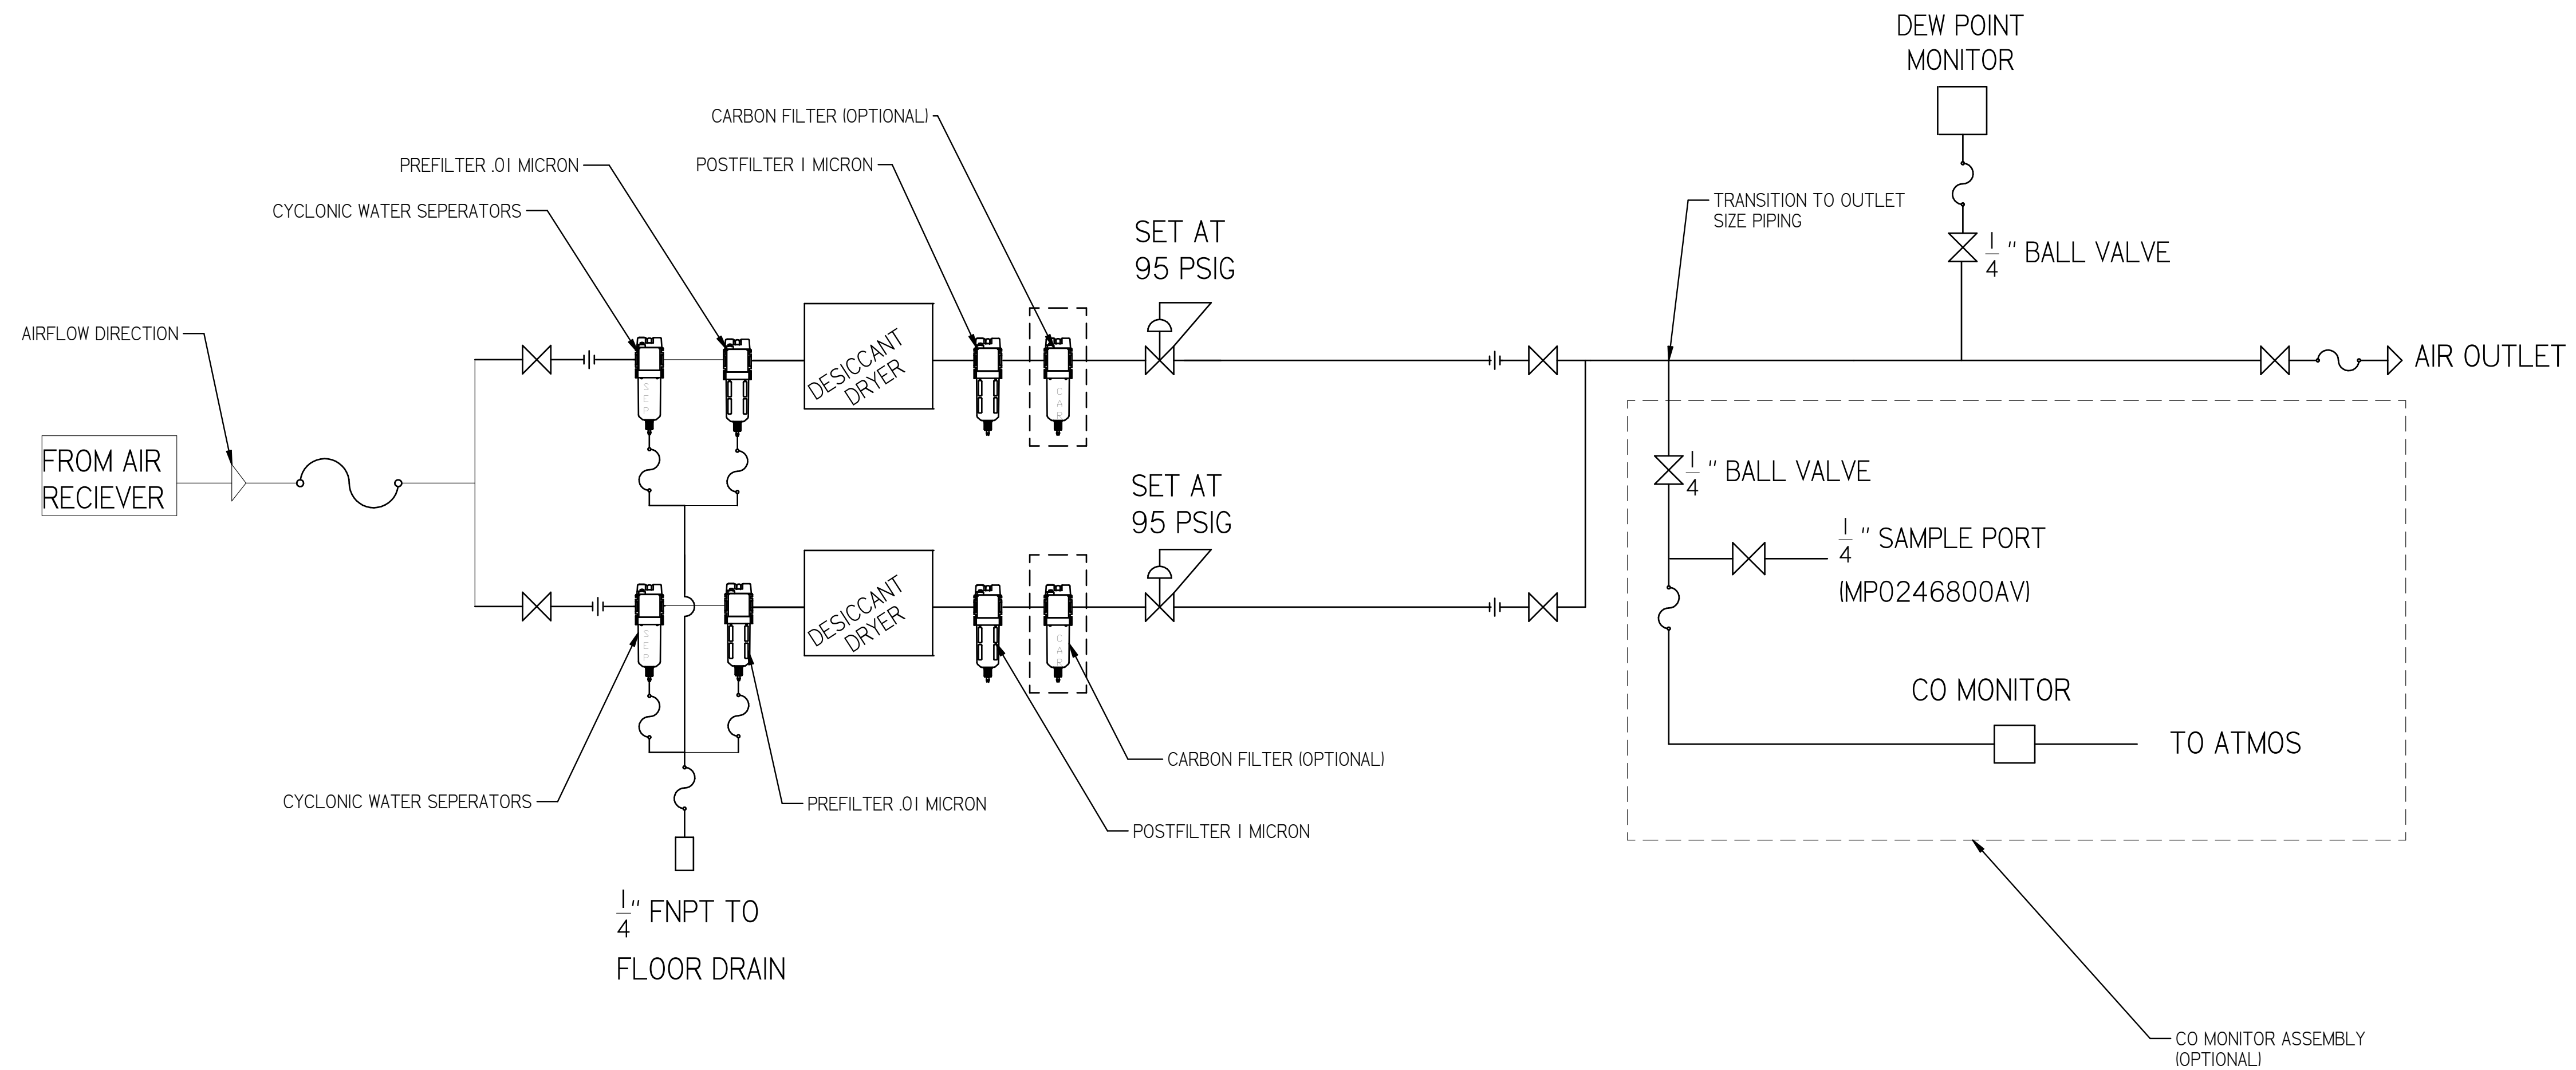 DEW POINT
MONITOR
CARBON FILTER (OPTIONAL)
PREFILTER .01 MICRON
POSTFILTER 1 MICRON
CYCLONIC WATER SEPERATORS
TRANSITION TO OUTLET
SIZE PIPING
SET AT
95 PSIG
1/4 " BALL VALVE
AIRFLOW DIRECTION
DESICCANT
DRYER
SEP
CAR
AIR OUTLET
FROM AIR
RECIEVER
1/4 " BALL VALVE
SET AT
95 PSIG
1/4 " SAMPLE PORT
(MP0246800AV)
DESICCANT
DRYER
SEP
CAR
CO MONITOR
TO ATMOS
CARBON FILTER (OPTIONAL)
CYCLONIC WATER SEPERATORS
PREFILTER .01 MICRON
POSTFILTER 1 MICRON
1/4" FNPT TO
FLOOR DRAIN
CO MONITOR ASSEMBLY
(OPTIONAL)